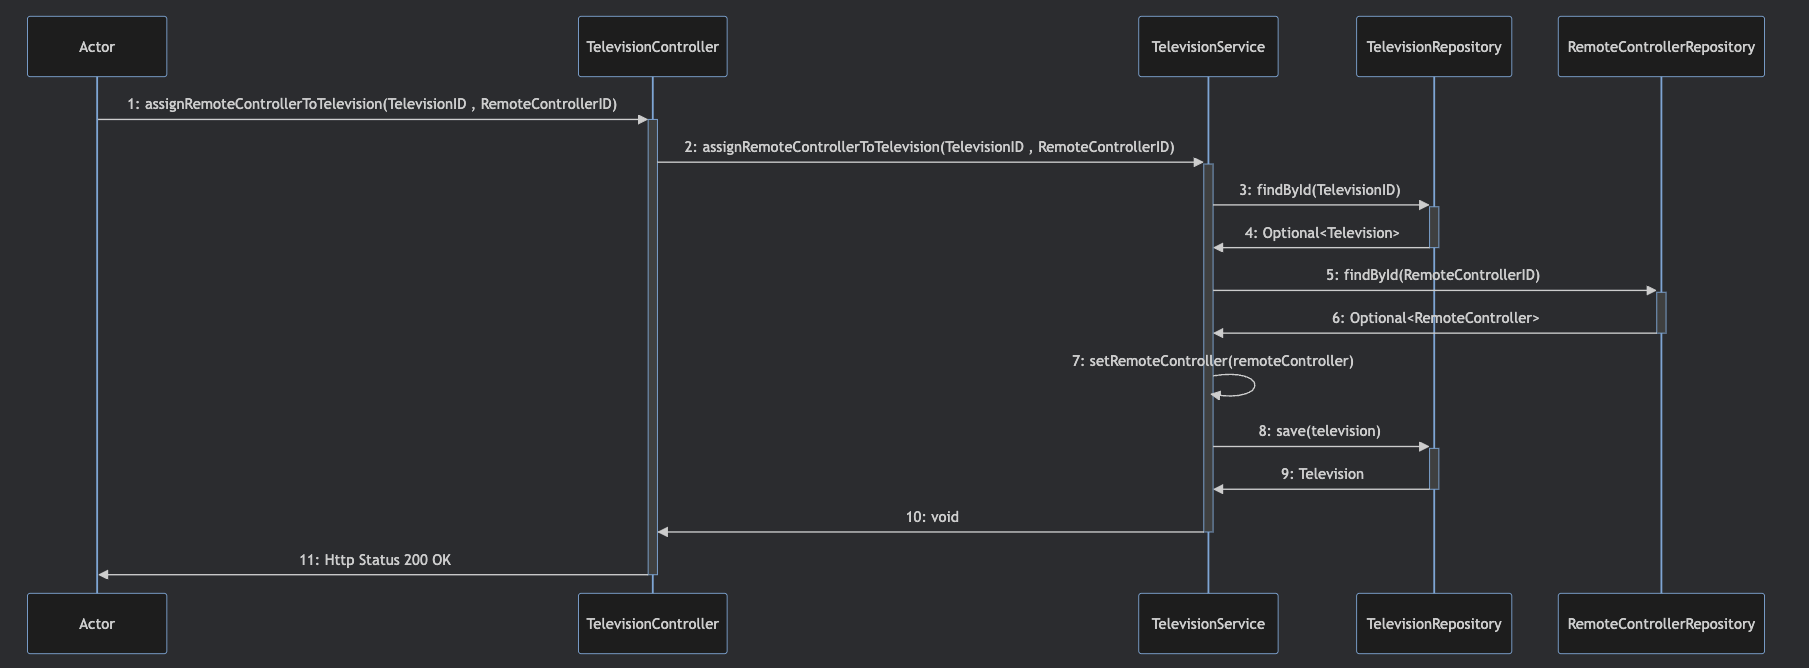 Actor
TelevisionController
TelevisionService
TelevisionRepository
RemoteControllerRepository
1: assignRemoteControllerToTelevision(TelevisionID , RemoteControllerID)
2: assignRemoteControllerToTelevision(TelevisionID , RemoteControllerID)
3: findById(TelevisionID)
4: Optional<Television>
5: findById(RemoteControllerID)
6: Optional<RemoteController>
7: setRemoteController(remoteController)
8: save(television)
9: Television
10: void
11: Http Status 200 OK
Actor
TelevisionController
TelevisionService
TelevisionRepository
RemoteControllerRepository